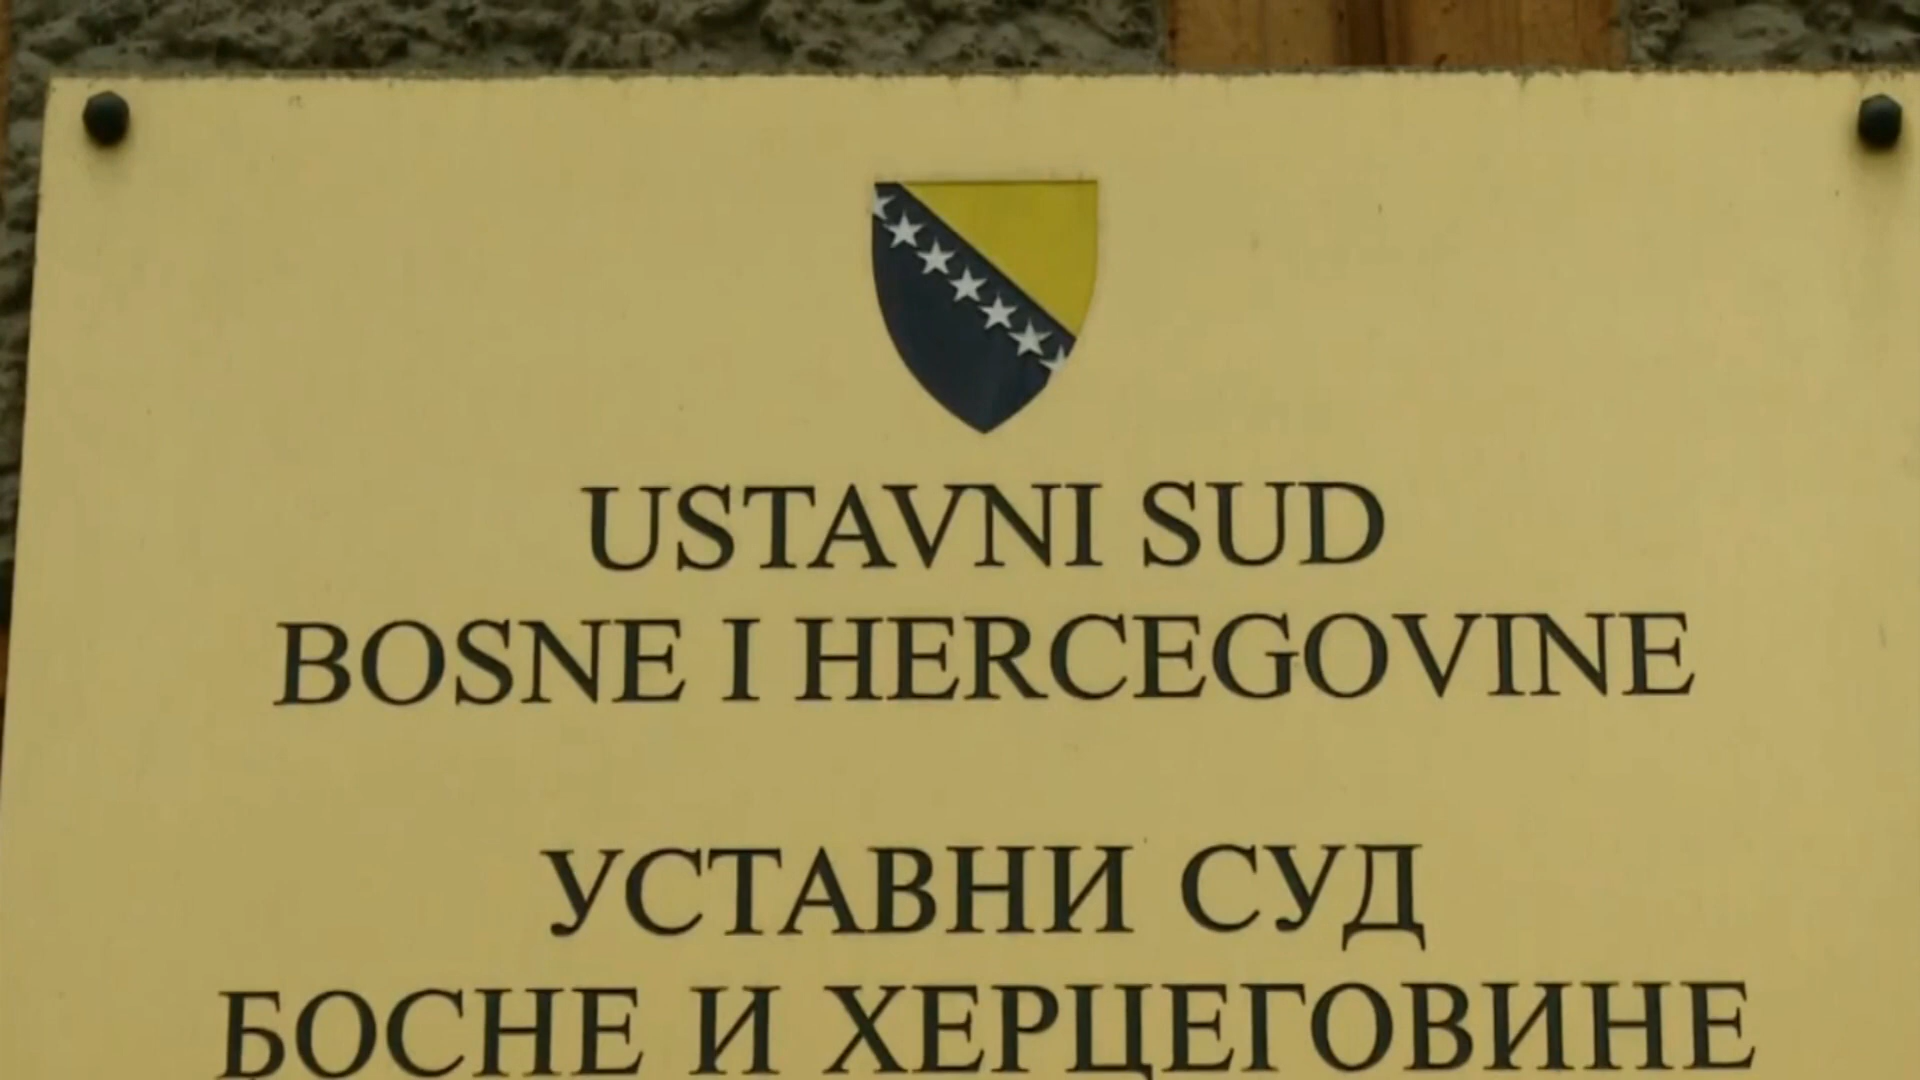 USTAVNI SUD
BOSNE I HERCEGOVINE
УСТАВНИ СУД
БОСНЕ И ХЕРЦЕГОВИНЕ